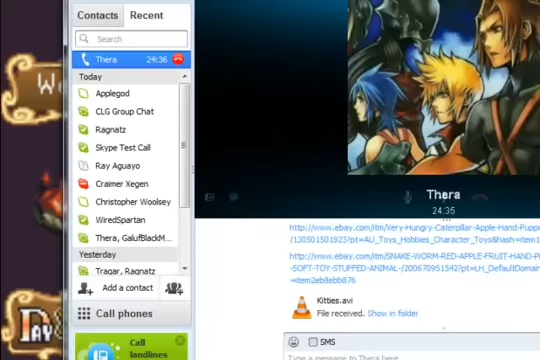 Contacts Recent
Search
Thera 24:36
Today
Applegod
CLG Group Chat
Ragnatz
Skype Test Call
Ray Aguayo
Craimer Xegen
Christopher Woolsey
WiredSpartan
Thera, GalufBlackM...
Yesterday
Tragar, Ragnatz
Add a contact
Call phones
Call
landlines
Thera
24:35
http://www.ebay.com/itm/Very-Hungry-Caterpillar-Apple-Hand-Puppe
/130501501923?pt=AU_Toys_Hobbies_Character_Toys&hash=item1
http://www.ebay.com/itm/SNAKE-WORM-RED-APPLE-FRUIT-HAND-P
-SOFT-TOY-STUFFED-ANIMAL-/200670951542?pt=LH_DefaultDomain
=item2eb8ebb876
Kitties.avi
File received. Show in folder
SMS
Type a message to Thera here